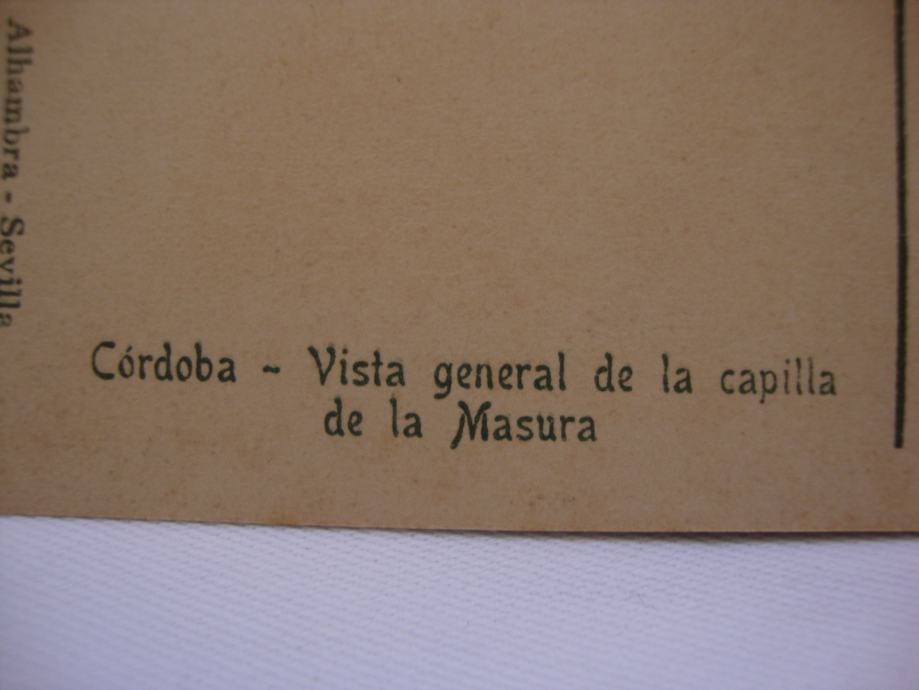 Alhambra - Sevilla
Córdoba ~ Vista general de la capilla
de la Masura